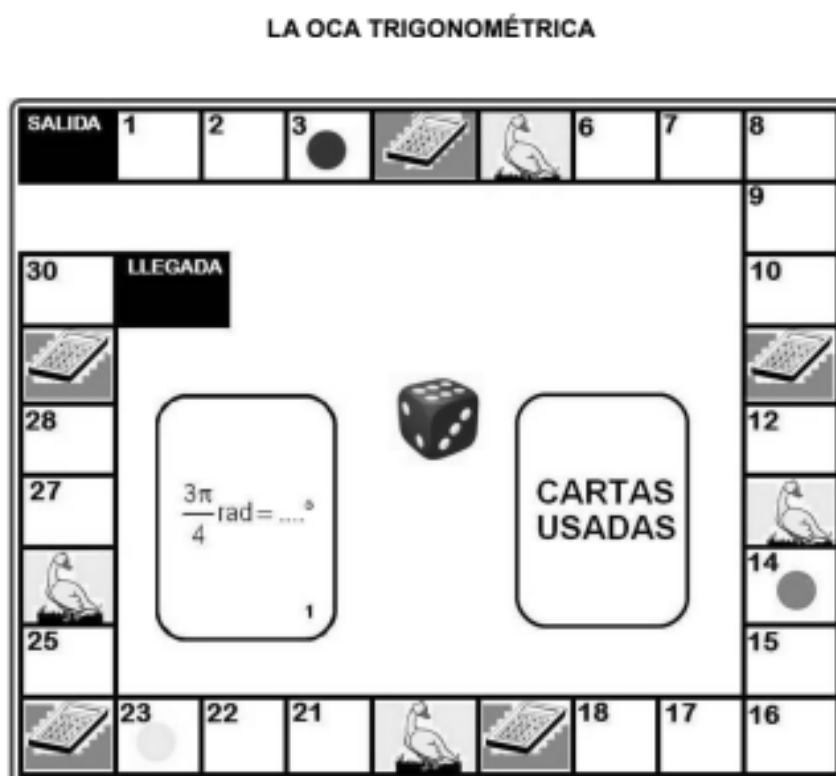 LA OCA TRIGONOMÉTRICA
SALIDA 1 2 3 6 7 8
9
30 LLEGADA 10
28 12
27
3π/4 rad = ....°
1
CARTAS
USADAS
14
25 15
23 22 21 18 17 16